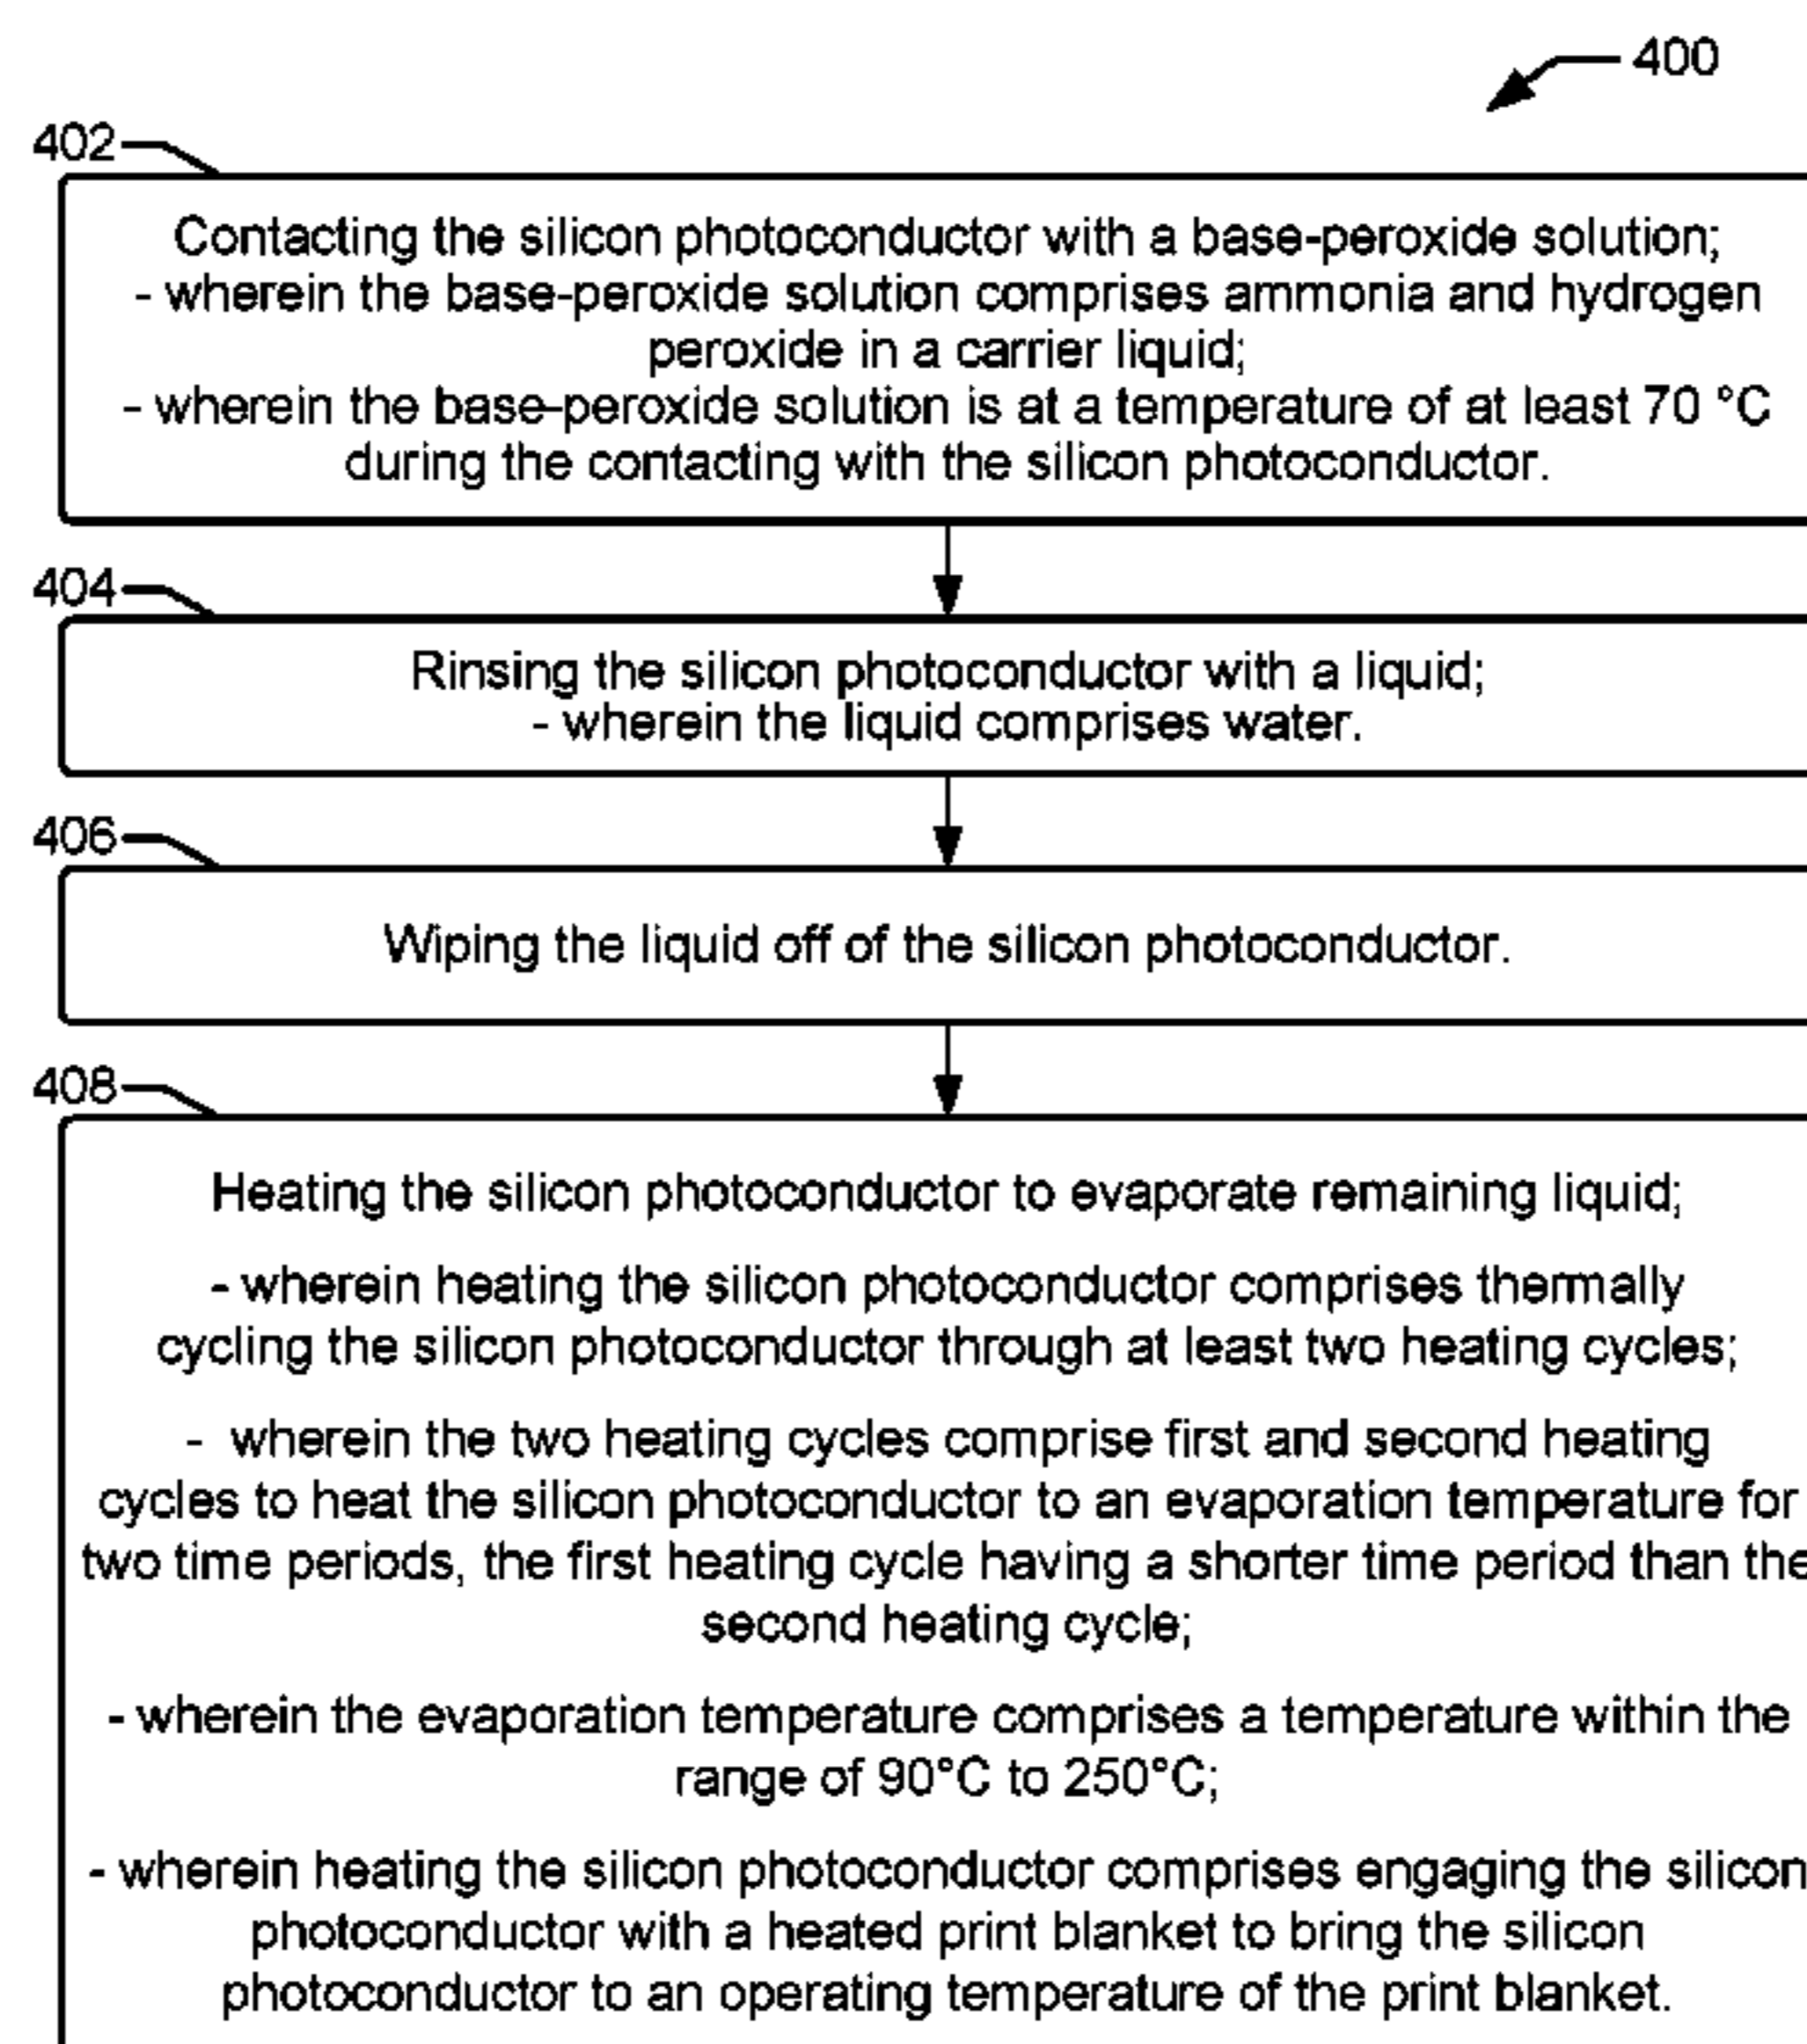 400
402
Contacting the silicon photoconductor with a base-peroxide solution;
- wherein the base-peroxide solution comprises ammonia and hydrogen
peroxide in a carrier liquid;
- wherein the base-peroxide solution is at a temperature of at least 70 °C
during the contacting with the silicon photoconductor.
404
Rinsing the silicon photoconductor with a liquid;
- wherein the liquid comprises water.
406
Wiping the liquid off of the silicon photoconductor.
408
Heating the silicon photoconductor to evaporate remaining liquid;
- wherein heating the silicon photoconductor comprises thermally
cycling the silicon photoconductor through at least two heating cycles;
- wherein the two heating cycles comprise first and second heating
cycles to heat the silicon photoconductor to an evaporation temperature for
two time periods, the first heating cycle having a shorter time period than the
second heating cycle;
- wherein the evaporation temperature comprises a temperature within the
range of 90°C to 250°C;
- wherein heating the silicon photoconductor comprises engaging the silicon
photoconductor with a heated print blanket to bring the silicon
photoconductor to an operating temperature of the print blanket.